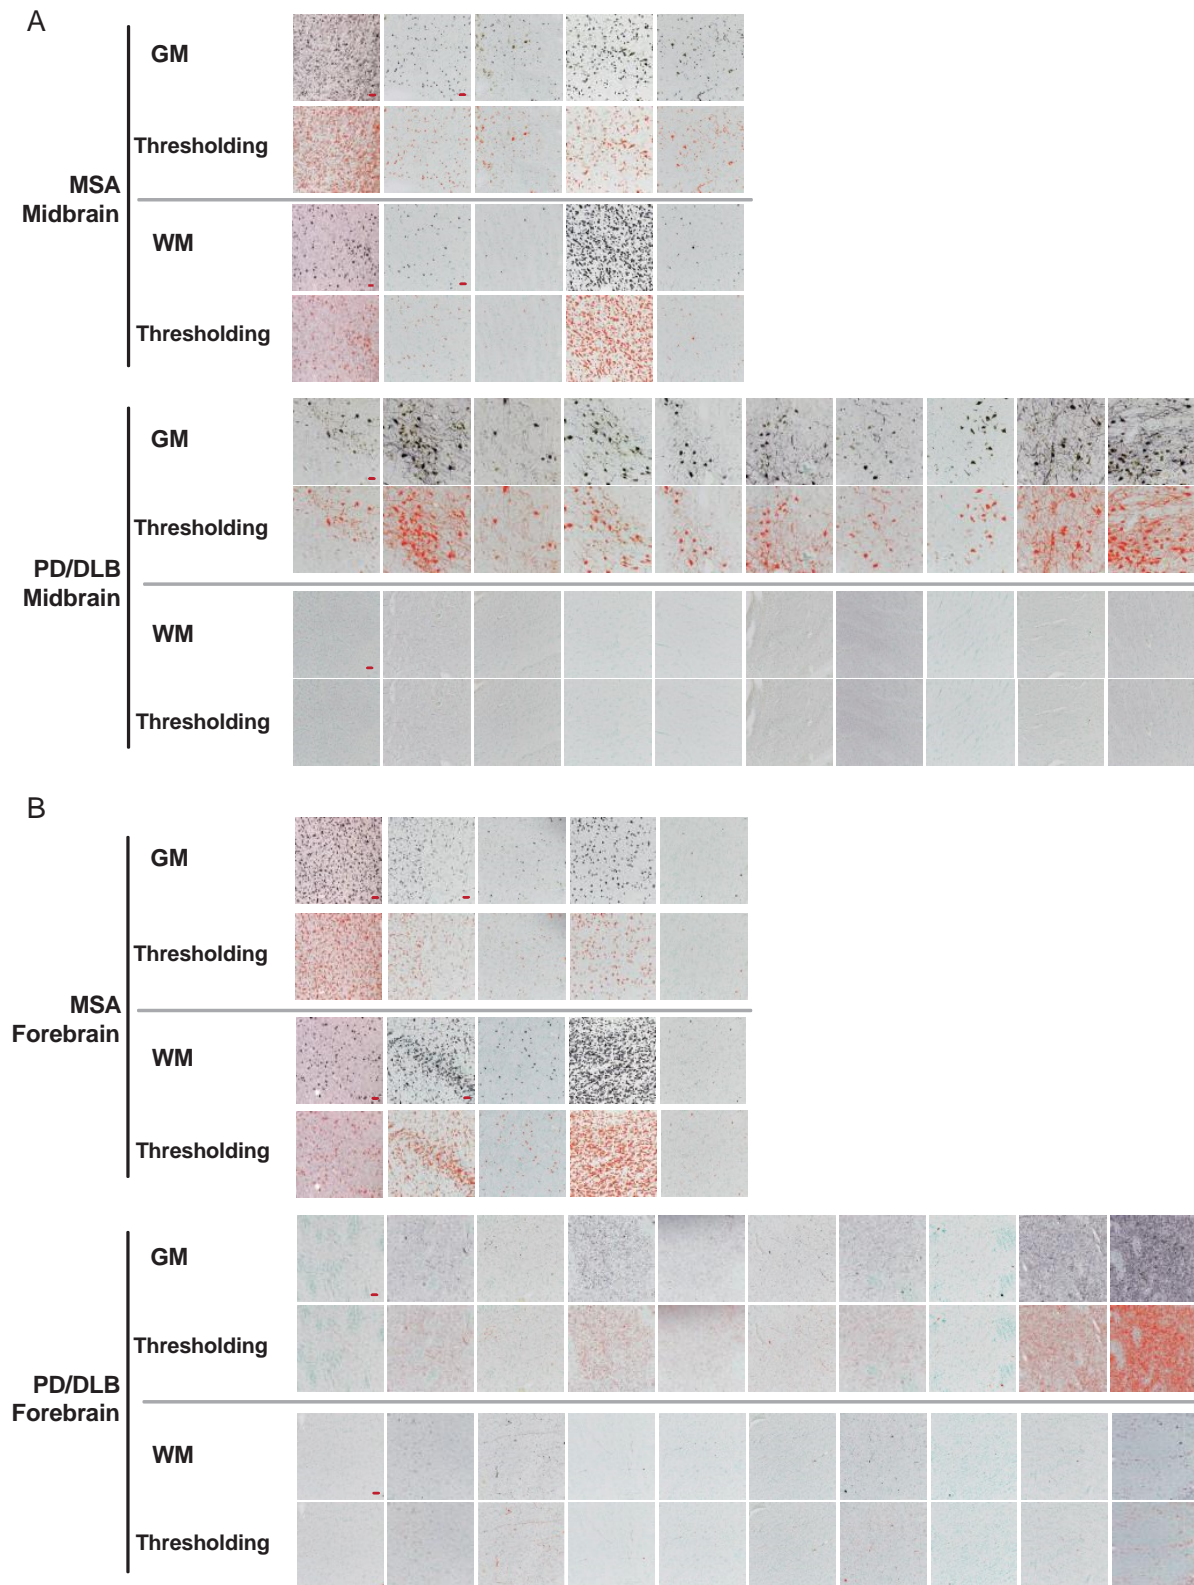 A
GM
Thresholding
MSA
Midbrain
WM
Thresholding
GM
Thresholding
PD/DLB
Midbrain
WM
Thresholding
B
GM
Thresholding
MSA
Forebrain
WM
Thresholding
GM
Thresholding
PD/DLB
Forebrain
WM
Thresholding